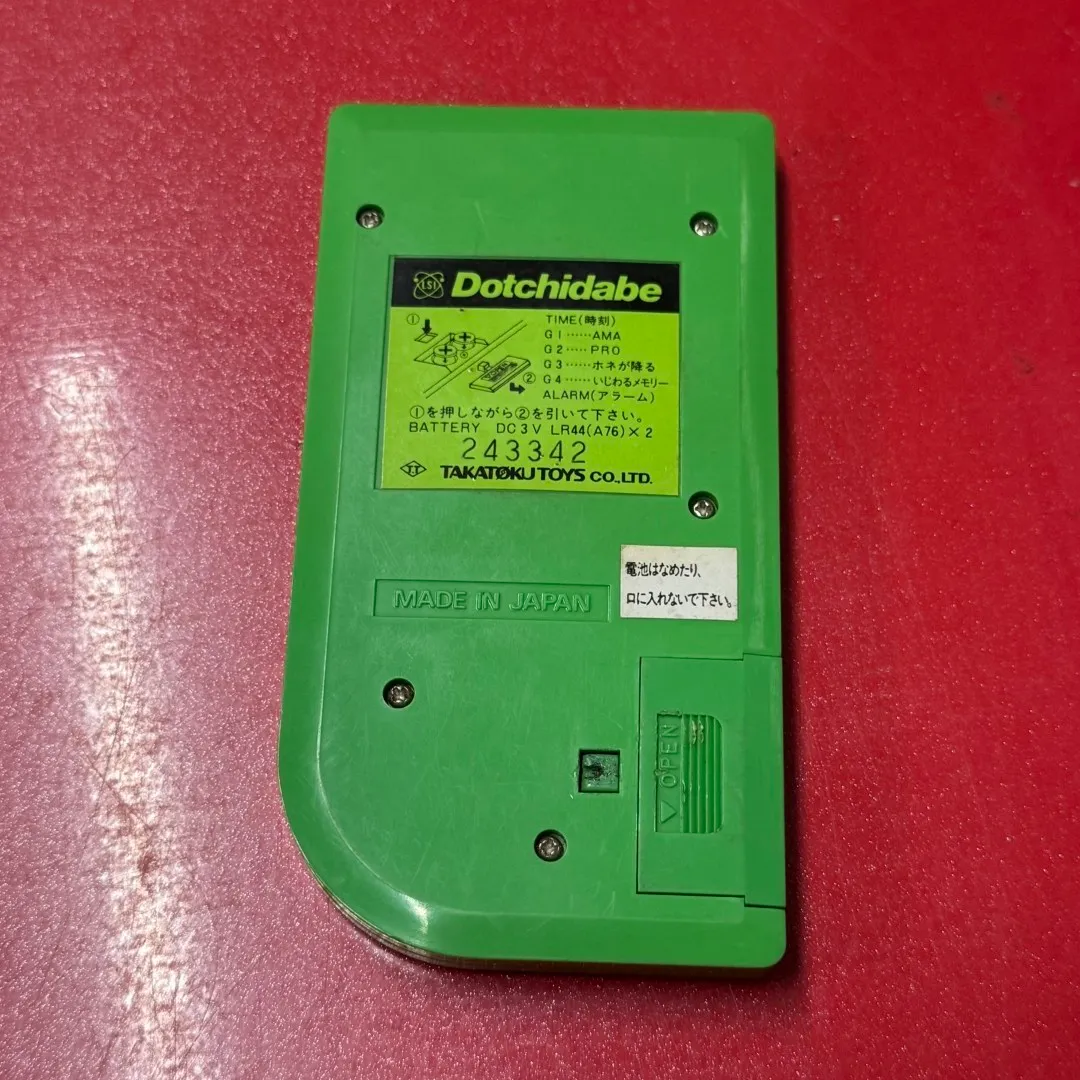 LSI Dotchidabe
TIME(時刻)
G1……AMA
G2……PRO
G3……ホネが降る
G4……いじわるメモリー
ALARM(アラーム)
①
②
①を押しながら②を引いて下さい。
BATTERY DC3V LR44(A76)×2
243342
T.T TAKATOKU TOYS CO.,LTD.
電池はなめたり、
口に入れないで下さい。
MADE IN JAPAN
OPEN